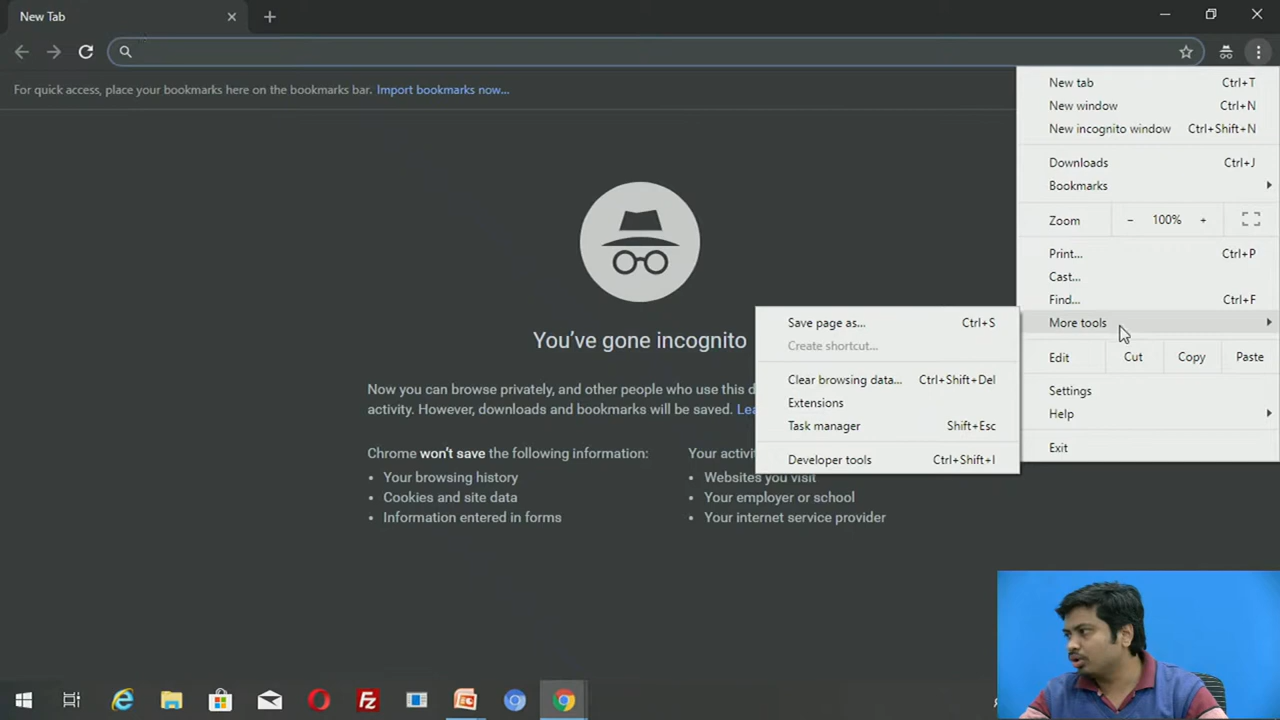 New Tab
For quick access, place your bookmarks here on the bookmarks bar. Import bookmarks now...
New tab Ctrl+T
New window Ctrl+N
New incognito window Ctrl+Shift+N
Downloads Ctrl+J
Bookmarks
Zoom − 100% +
Print... Ctrl+P
Cast...
Find... Ctrl+F
More tools
Edit Cut Copy Paste
Settings
Help
Exit
Save page as... Ctrl+S
Create shortcut...
Clear browsing data... Ctrl+Shift+Del
Extensions
Task manager Shift+Esc
Developer tools Ctrl+Shift+I
You've gone incognito
Now you can browse privately, and other people who use this
activity. However, downloads and bookmarks will be saved.
Chrome won't save the following information:
• Your browsing history
• Cookies and site data
• Information entered in forms
Your
• Websites you visit
• Your employer or school
• Your internet service provider
Fz